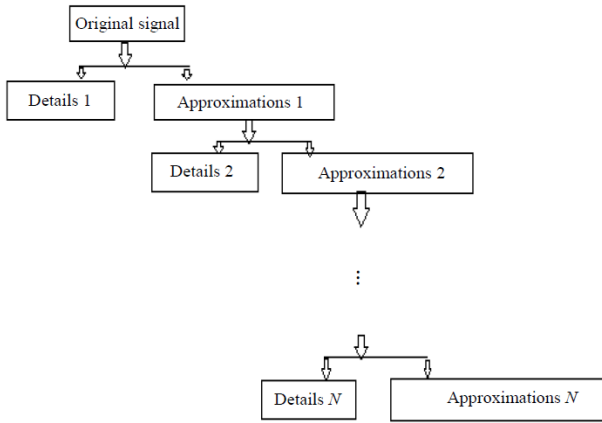 Original signal
Details 1
Approximations 1
Details 2
Approximations 2
⋮
Details N
Approximations N